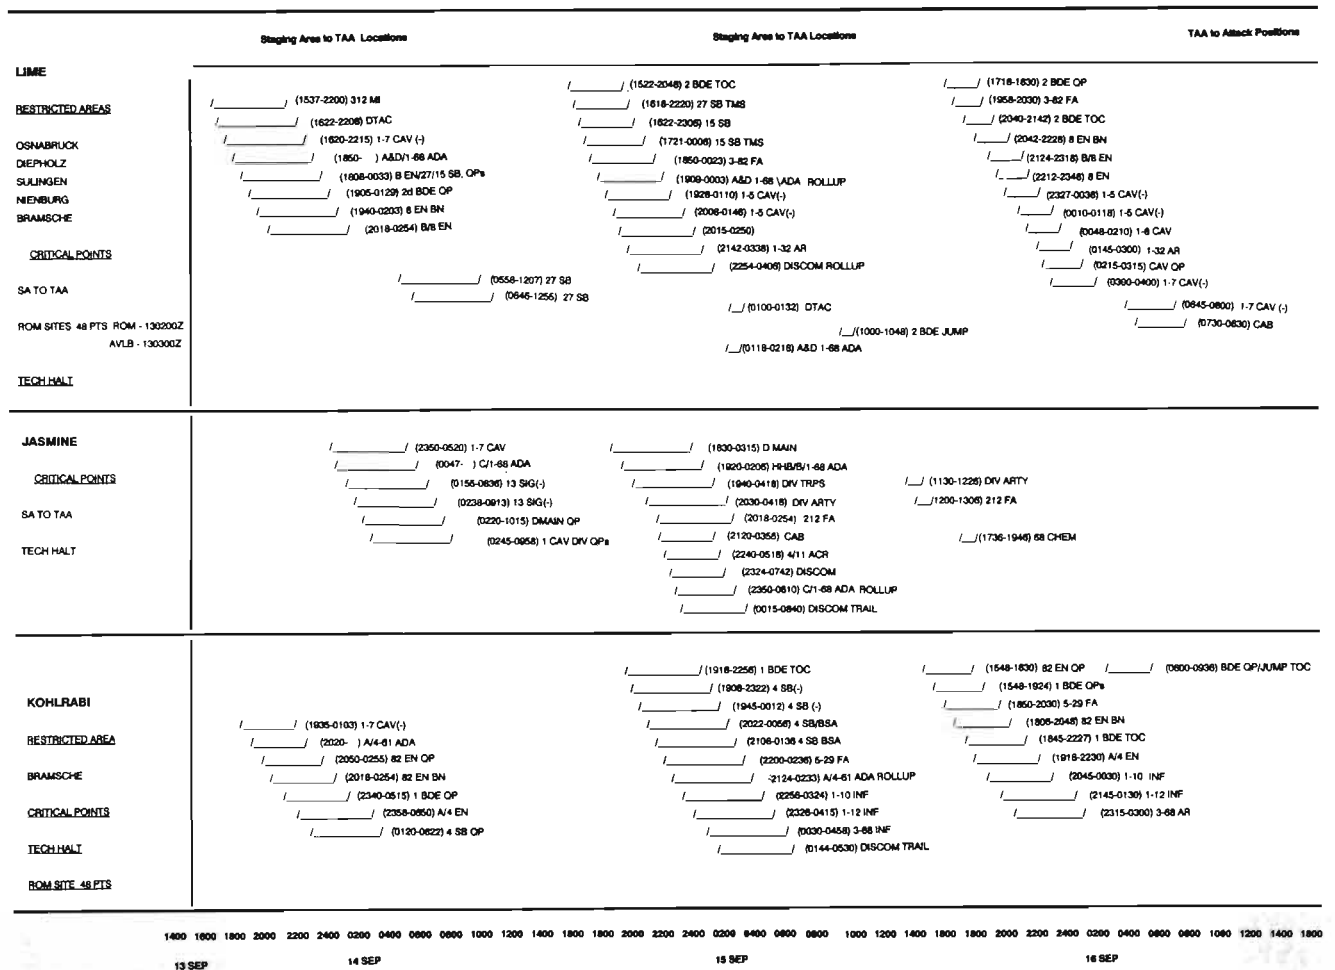 Staging Area to TAA Locations
Staging Area to TAA Locations
TAA to Attack Positions
LIME
RESTRICTED AREAS
OSNABRUCK
DIEPHOLZ
SULINGEN
NIENBURG
BRAMSCHE
CRITICAL POINTS
SA TO TAA
ROM SITES 48 PTS ROM - 130200Z
AVLB - 130300Z
TECH HALT
(1537-2200) 312 MI
(1622-2206) DTAC
(1620-2215) 1-7 CAV (-)
(1850- ) A&D/1-68 ADA
(1808-0033) B EN/27/15 SB, QPs
(1905-0129) 2d BDE QP
(1940-0203) 8 EN BN
(2018-0254) B/8 EN
(0558-1207) 27 SB
(0646-1255) 27 SB
(1522-2046) 2 BDE TOC
(1618-2220) 27 SB TMS
(1622-2306) 15 SB
(1721-0006) 15 SB TMS
(1850-0023) 3-82 FA
(1909-0003) A&D 1-68 \ADA ROLLUP
(1928-0110) 1-5 CAV(-)
(2006-0146) 1-5 CAV(-)
(2015-0250)
(2142-0338) 1-32 AR
(2254-0406) DISCOM ROLLUP
(0100-0132) DTAC
(1000-1048) 2 BDE JUMP
(0118-0218) A&D 1-68 ADA
(1718-1830) 2 BDE QP
(1958-2030) 3-82 FA
(2040-2142) 2 BDE TOC
(2042-2228) 8 EN BN
(2124-2318) B/8 EN
(2212-2348) 8 EN
(2327-0036) 1-5 CAV(-)
(0010-0118) 1-5 CAV(-)
(0048-0210) 1-8 CAV
(0145-0300) 1-32 AR
(0215-0315) CAV QP
(0300-0400) 1-7 CAV(-)
(0645-0800) 1-7 CAV (-)
(0730-0830) CAB
JASMINE
CRITICAL POINTS
SA TO TAA
TECH HALT
(2350-0520) 1-7 CAV
(0047- ) C/1-68 ADA
(0156-0836) 13 SIG(-)
(0238-0913) 13 SIG(-)
(0220-1015) DMAIN QP
(0245-0958) 1 CAV DIV QPs
(1830-0315) D MAIN
(1920-0206) HHB/B/1-68 ADA
(1940-0418) DIV TRPS
(2030-0418) DIV ARTY
(2018-0254) 212 FA
(2120-0356) CAB
(2240-0518) 4/11 ACR
(2324-0742) DISCOM
(2350-0610) C/1-68 ADA ROLLUP
(0015-0840) DISCOM TRAIL
(1130-1226) DIV ARTY
(1200-1306) 212 FA
(1736-1946) 68 CHEM
KOHLRABI
RESTRICTED AREA
BRAMSCHE
CRITICAL POINTS
TECH HALT
ROM SITE 48 PTS
(1935-0103) 1-7 CAV(-)
(2020- ) A/4-61 ADA
(2050-0255) 82 EN QP
(2018-0254) 82 EN BN
(2340-0515) 1 BDE QP
(2358-0650) A/4 EN
(0120-0622) 4 SB QP
(1918-2256) 1 BDE TOC
(1908-2322) 4 SB(-)
(1945-0012) 4 SB (-)
(2022-0056) 4 SB/BSA
(2106-0136 4 SB BSA
(2200-0236) 5-29 FA
-2124-0233) A/4-61 ADA ROLLUP
(2256-0324) 1-10 INF
(2326-0415) 1-12 INF
(0030-0458) 3-68 INF
(0144-0530) DISCOM TRAIL
(1548-1630) 82 EN QP
(0800-0936) BDE QP/JUMP TOC
(1548-1924) 1 BDE QPs
(1850-2030) 5-29 FA
(1806-2048) 82 EN BN
(1845-2227) 1 BDE TOC
(1918-2230) A/4 EN
(2045-0030) 1-10 INF
(2145-0130) 1-12 INF
(2315-0300) 3-68 AR
1400 1600 1800 2000 2200 2400 0200 0400 0600 0800 1000 1200 1400 1600 1800 2000 2200 2400 0200 0400 0600 0800 1000 1200 1400 1600 1800 2000 2200 2400 0200 0400 0600 0800 1000 1200 1400 1800
13 SEP 14 SEP 15 SEP 16 SEP